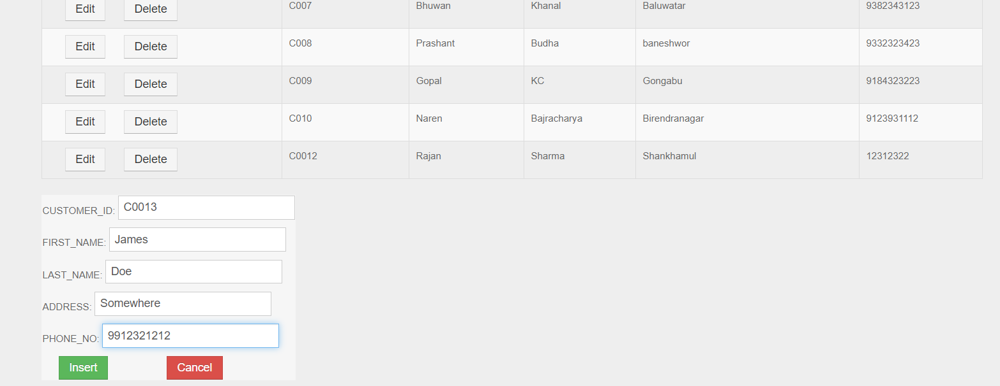 Edit Delete C007 Bhuwan Khanal Baluwatar 9382343123
Edit Delete C008 Prashant Budha baneshwor 9332323423
Edit Delete C009 Gopal KC Gongabu 9184323223
Edit Delete C010 Naren Bajracharya Birendranagar 9123931112
Edit Delete C0012 Rajan Sharma Shankhamul 12312322
CUSTOMER_ID: C0013
FIRST_NAME: James
LAST_NAME: Doe
ADDRESS: Somewhere
PHONE_NO: 9912321212
Insert Cancel